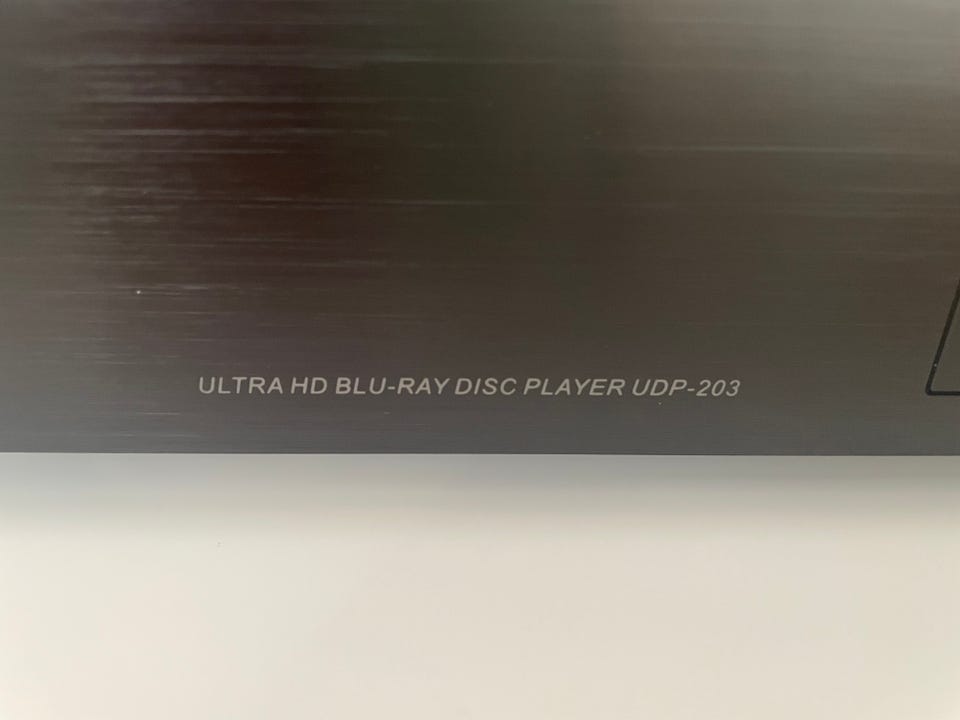 ULTRA HD BLU-RAY DISC PLAYER UDP-203